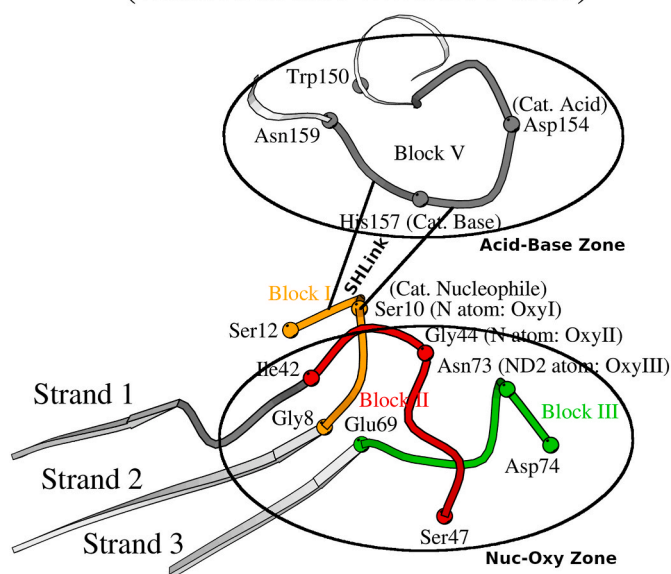 Trp150
(Cat. Acid)
Asn159
Asp154
Block V
His157 (Cat. Base)
Acid-Base Zone
SHLink
Block I
(Cat. Nucleophile)
Ser10 (N atom: OxyI)
Ser12
Gly44 (N atom: OxyII)
Ile42
Asn73 (ND2 atom: OxyIII)
Strand 1
Block II
Block III
Gly8
Glu69
Strand 2
Asp74
Strand 3
Ser47
Nuc-Oxy Zone